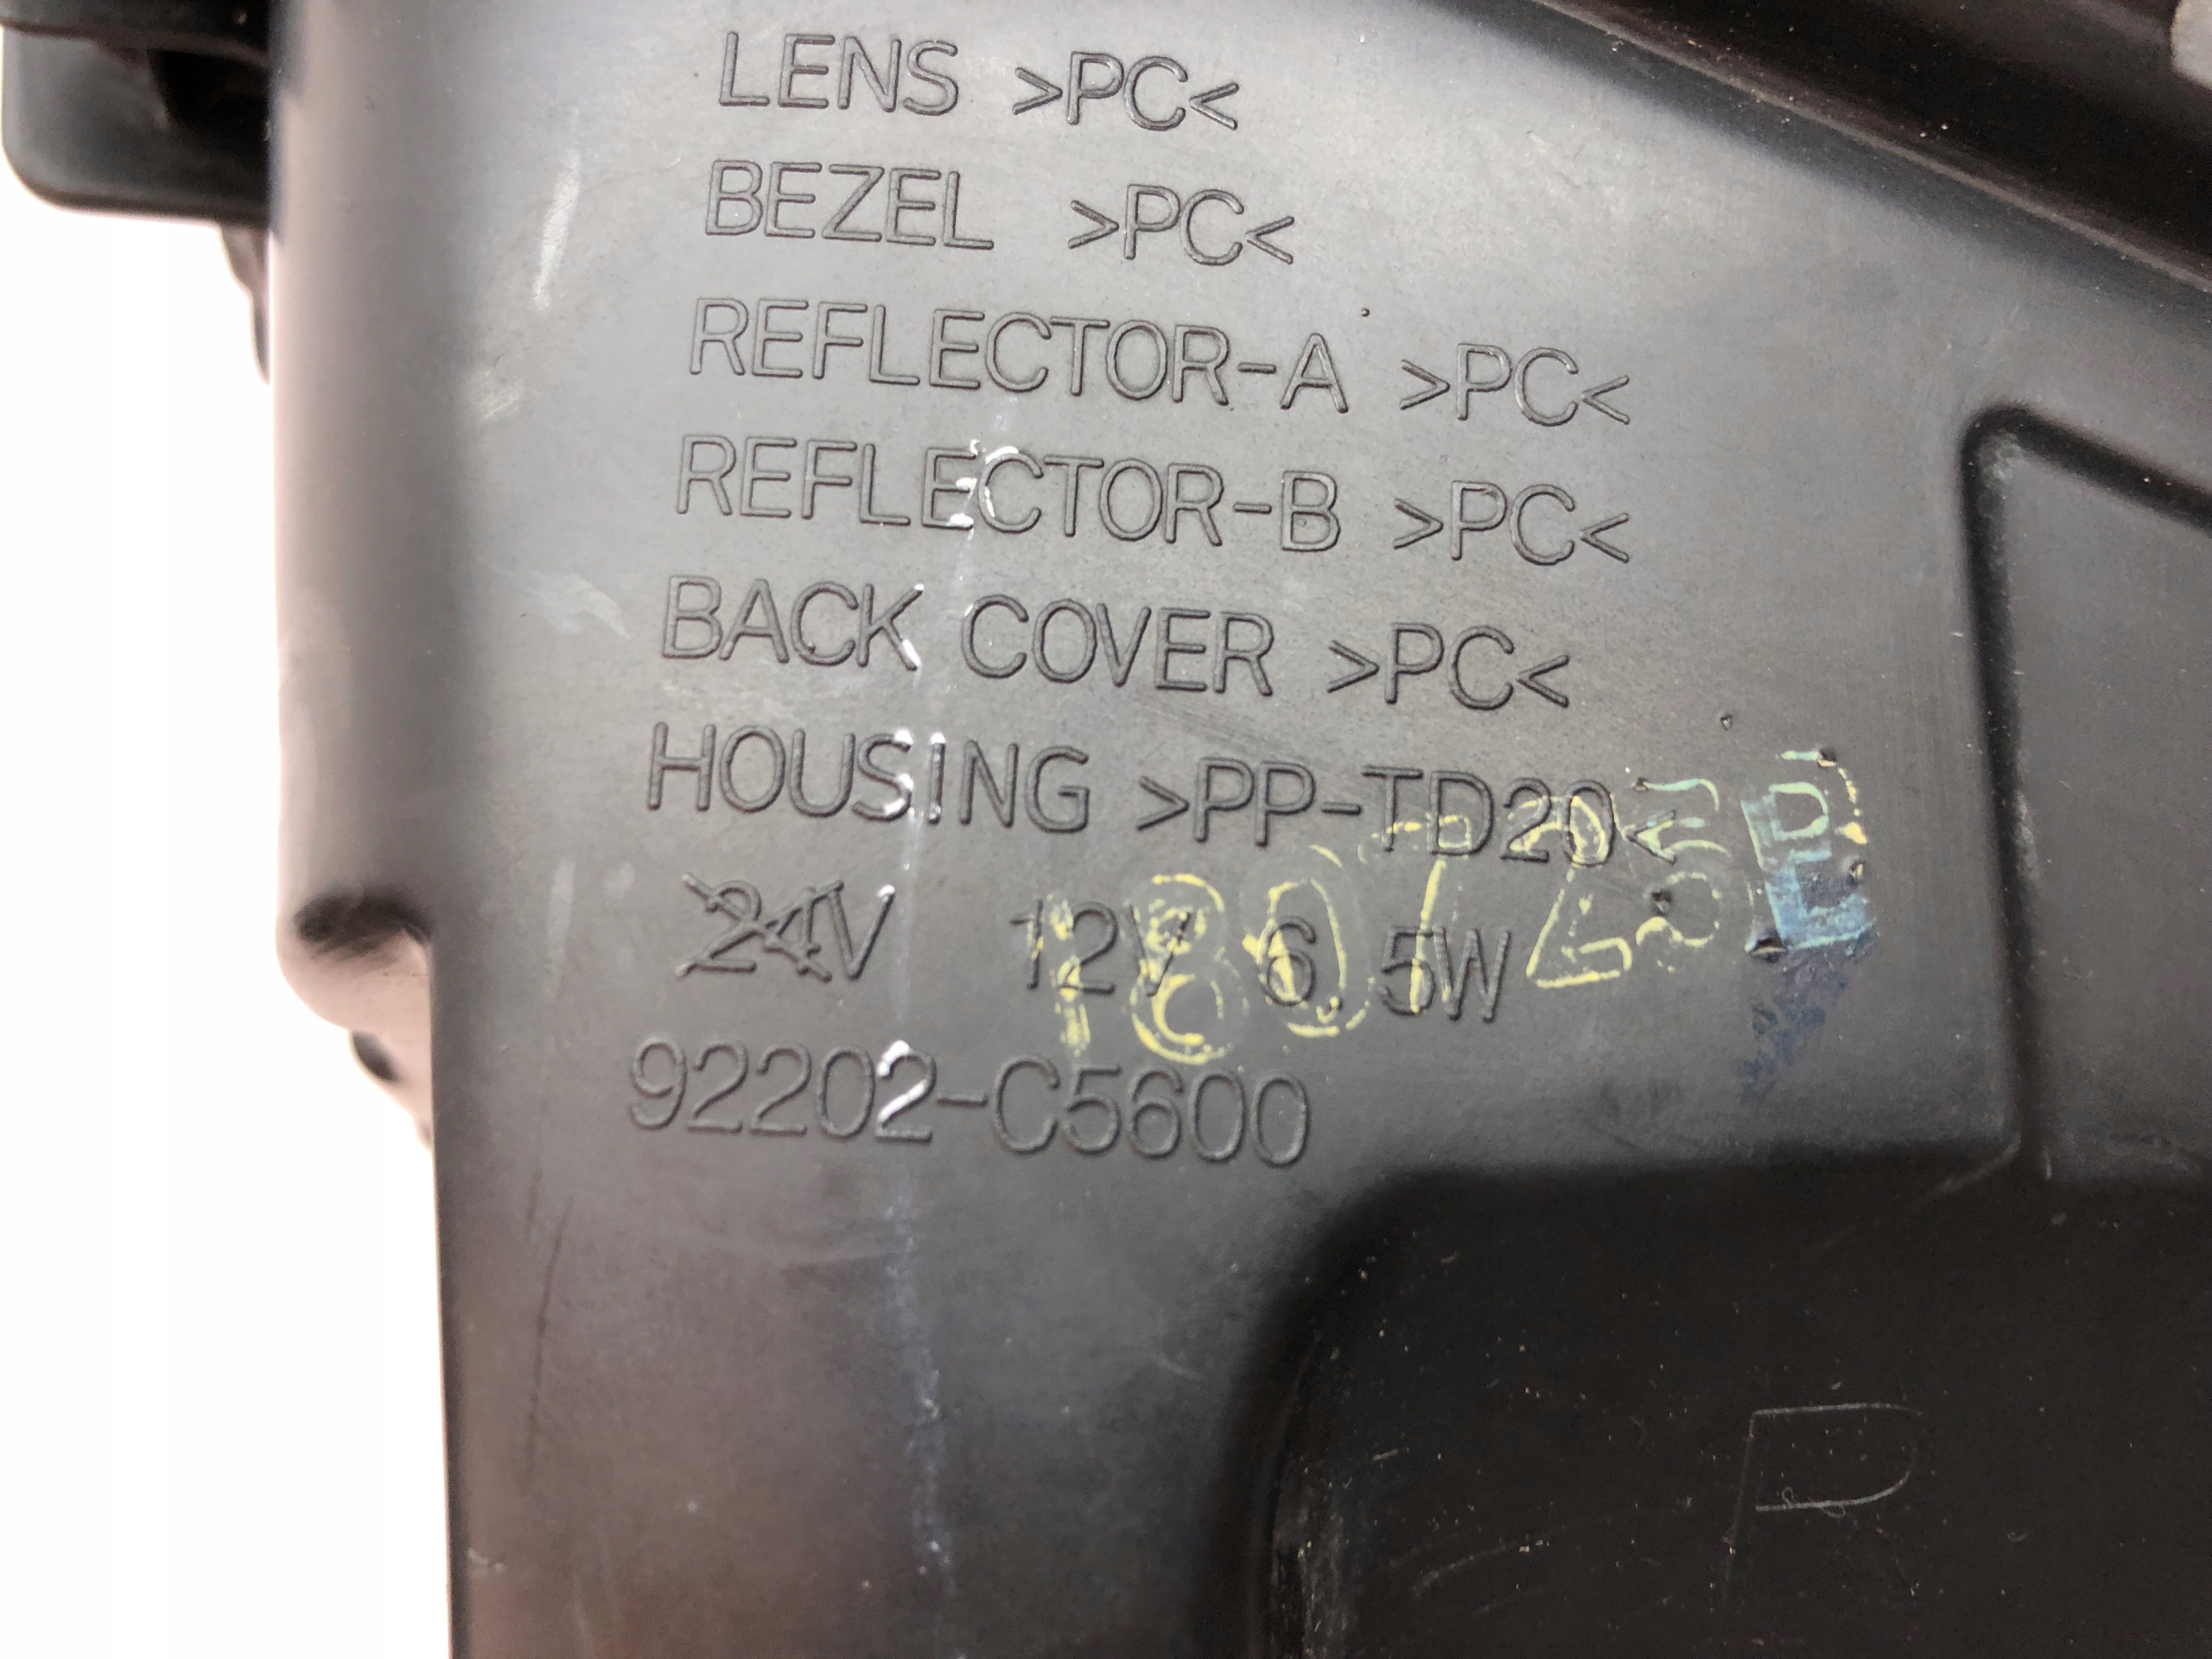 LENS >PC<
BEZEL >PC<
REFLECTOR-A >PC<
REFLECTOR-B >PC<
BACK COVER >PC<
HOUSING >PP-TD20<
24V 12V 6.5W
92202-C5600
R